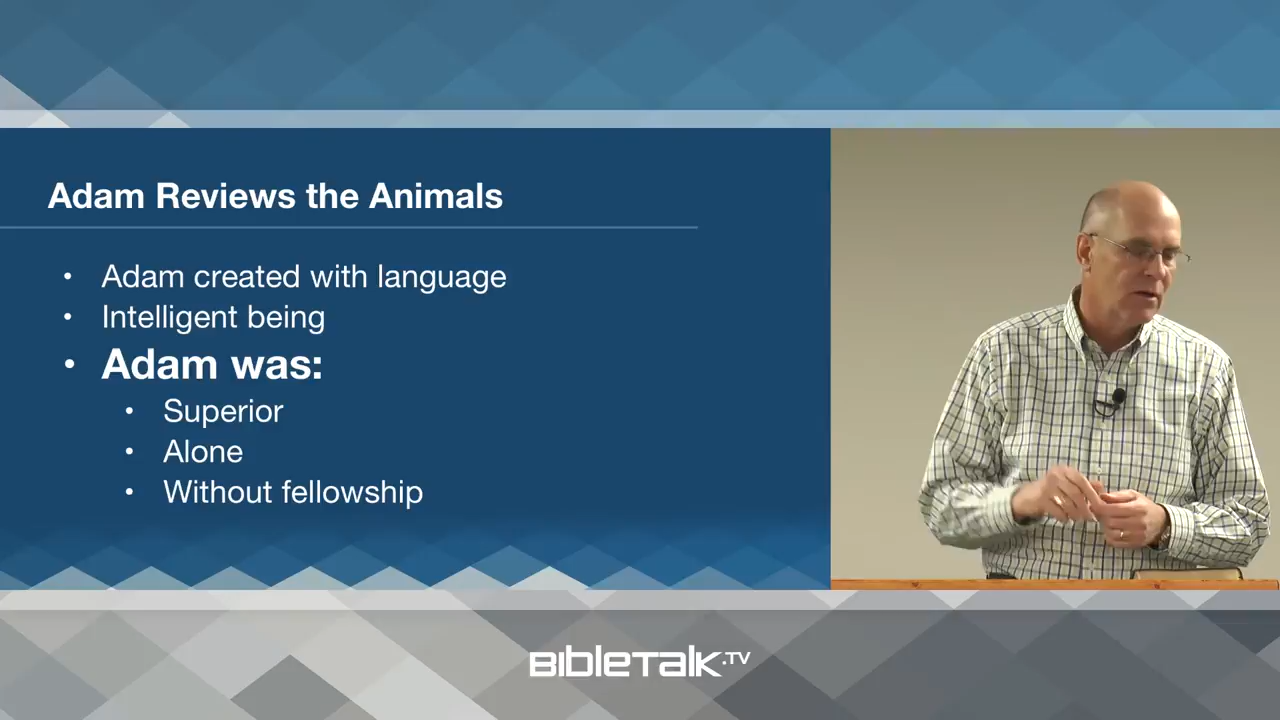 Adam Reviews the Animals
• Adam created with language
• Intelligent being
• Adam was:
• Superior
• Alone
• Without fellowship
BIBLETALK.TV